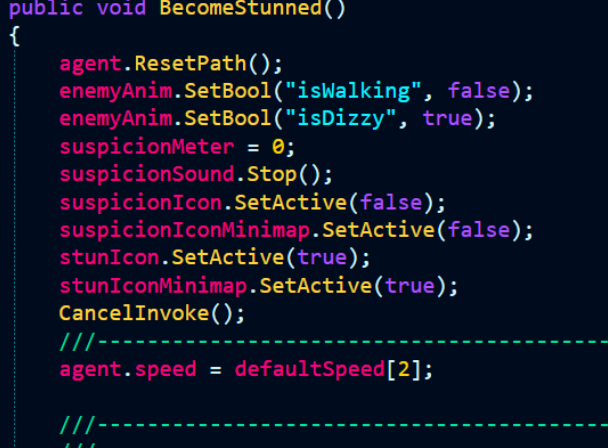 public void BecomeStunned()
{
agent.ResetPath();
enemyAnim.SetBool("isWalking", false);
enemyAnim.SetBool("isDizzy", true);
suspicionMeter = 0;
suspicionSound.Stop();
suspicionIcon.SetActive(false);
suspicionIconMinimap.SetActive(false);
stunIcon.SetActive(true);
stunIconMinimap.SetActive(true);
CancelInvoke();
///-----------------------------------------
agent.speed = defaultSpeed[2];
///-----------------------------------------
///